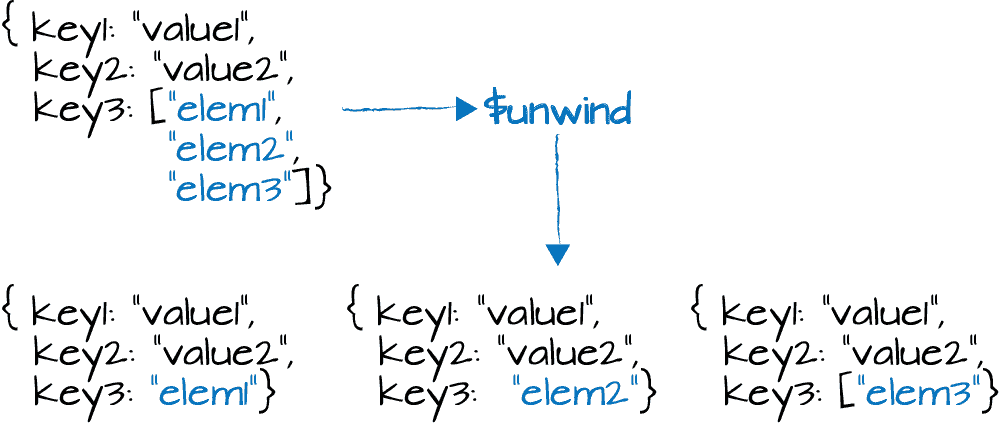 { key1: "value1",
key2: "value2",
key3: ["elem1",
"elem2",
"elem3"]}
$unwind
{ key1: "value1",
key2: "value2",
key3: "elem1"}
{ key1: "value1",
key2: "value2",
key3: "elem2"}
{ key1: "value1",
key2: "value2",
key3: ["elem3"}